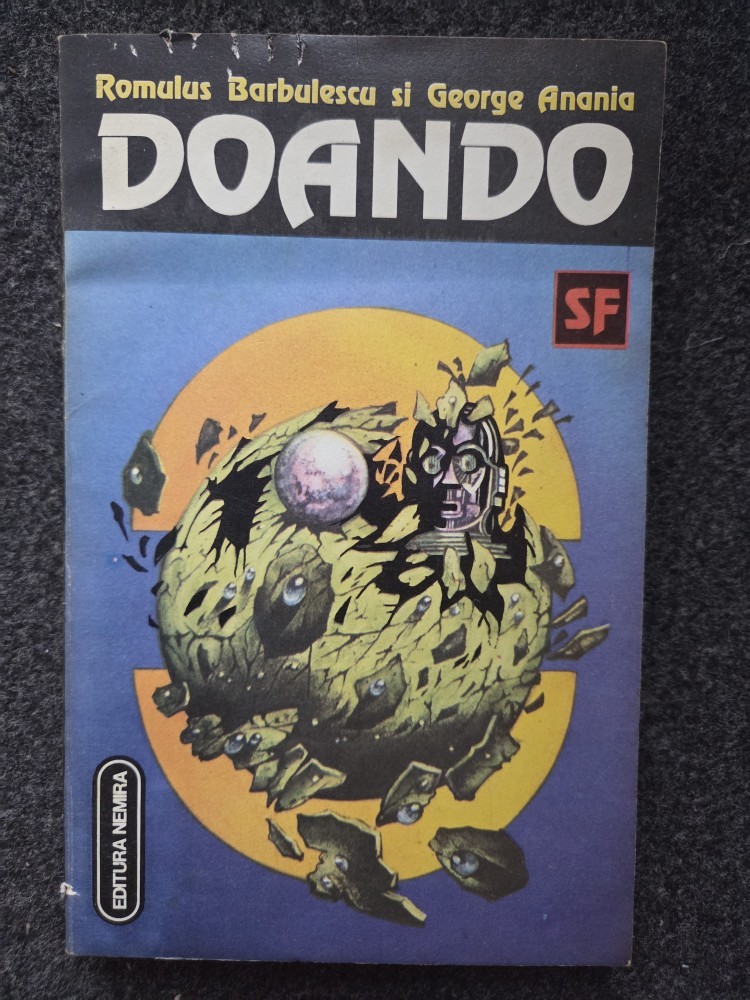 Romulus Barbulescu si George Anania
DOANDO
SF
EDITURA NEMIRA